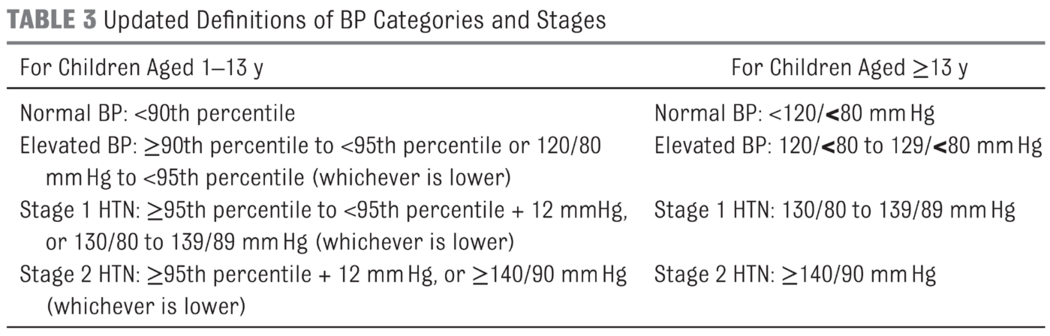 TABLE 3 Updated Definitions of BP Categories and Stages
For Children Aged 1–13 y
For Children Aged ≥13 y
Normal BP: <90th percentile
Normal BP: <120/<80 mm Hg
Elevated BP: ≥90th percentile to <95th percentile or 120/80
Elevated BP: 120/<80 to 129/<80 mm Hg
mm Hg to <95th percentile (whichever is lower)
Stage 1 HTN: ≥95th percentile to <95th percentile + 12 mmHg,
Stage 1 HTN: 130/80 to 139/89 mm Hg
or 130/80 to 139/89 mm Hg (whichever is lower)
Stage 2 HTN: ≥95th percentile + 12 mm Hg, or ≥140/90 mm Hg
Stage 2 HTN: ≥140/90 mm Hg
(whichever is lower)